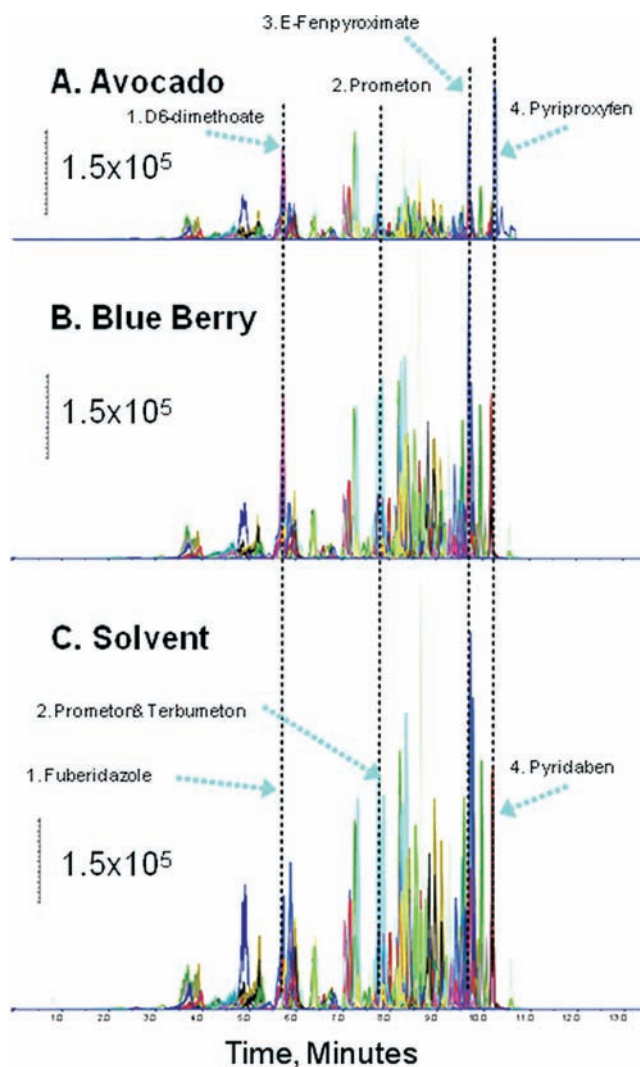 3. E-Fenpyroximate
A. Avocado
2. Prometon
1. D6-dimethoate
4. Pyriproxyfen
1.5x10⁵
B. Blue Berry
1.5x10⁵
C. Solvent
2. Prometon& Terbumeton
1. Fuberidazole
4. Pyridaben
1.5x10⁵
1.0 2.0 3.0 4.0 5.0 6.0 7.0 8.0 9.0 10.0 11.0 12.0 13.0
Time, Minutes